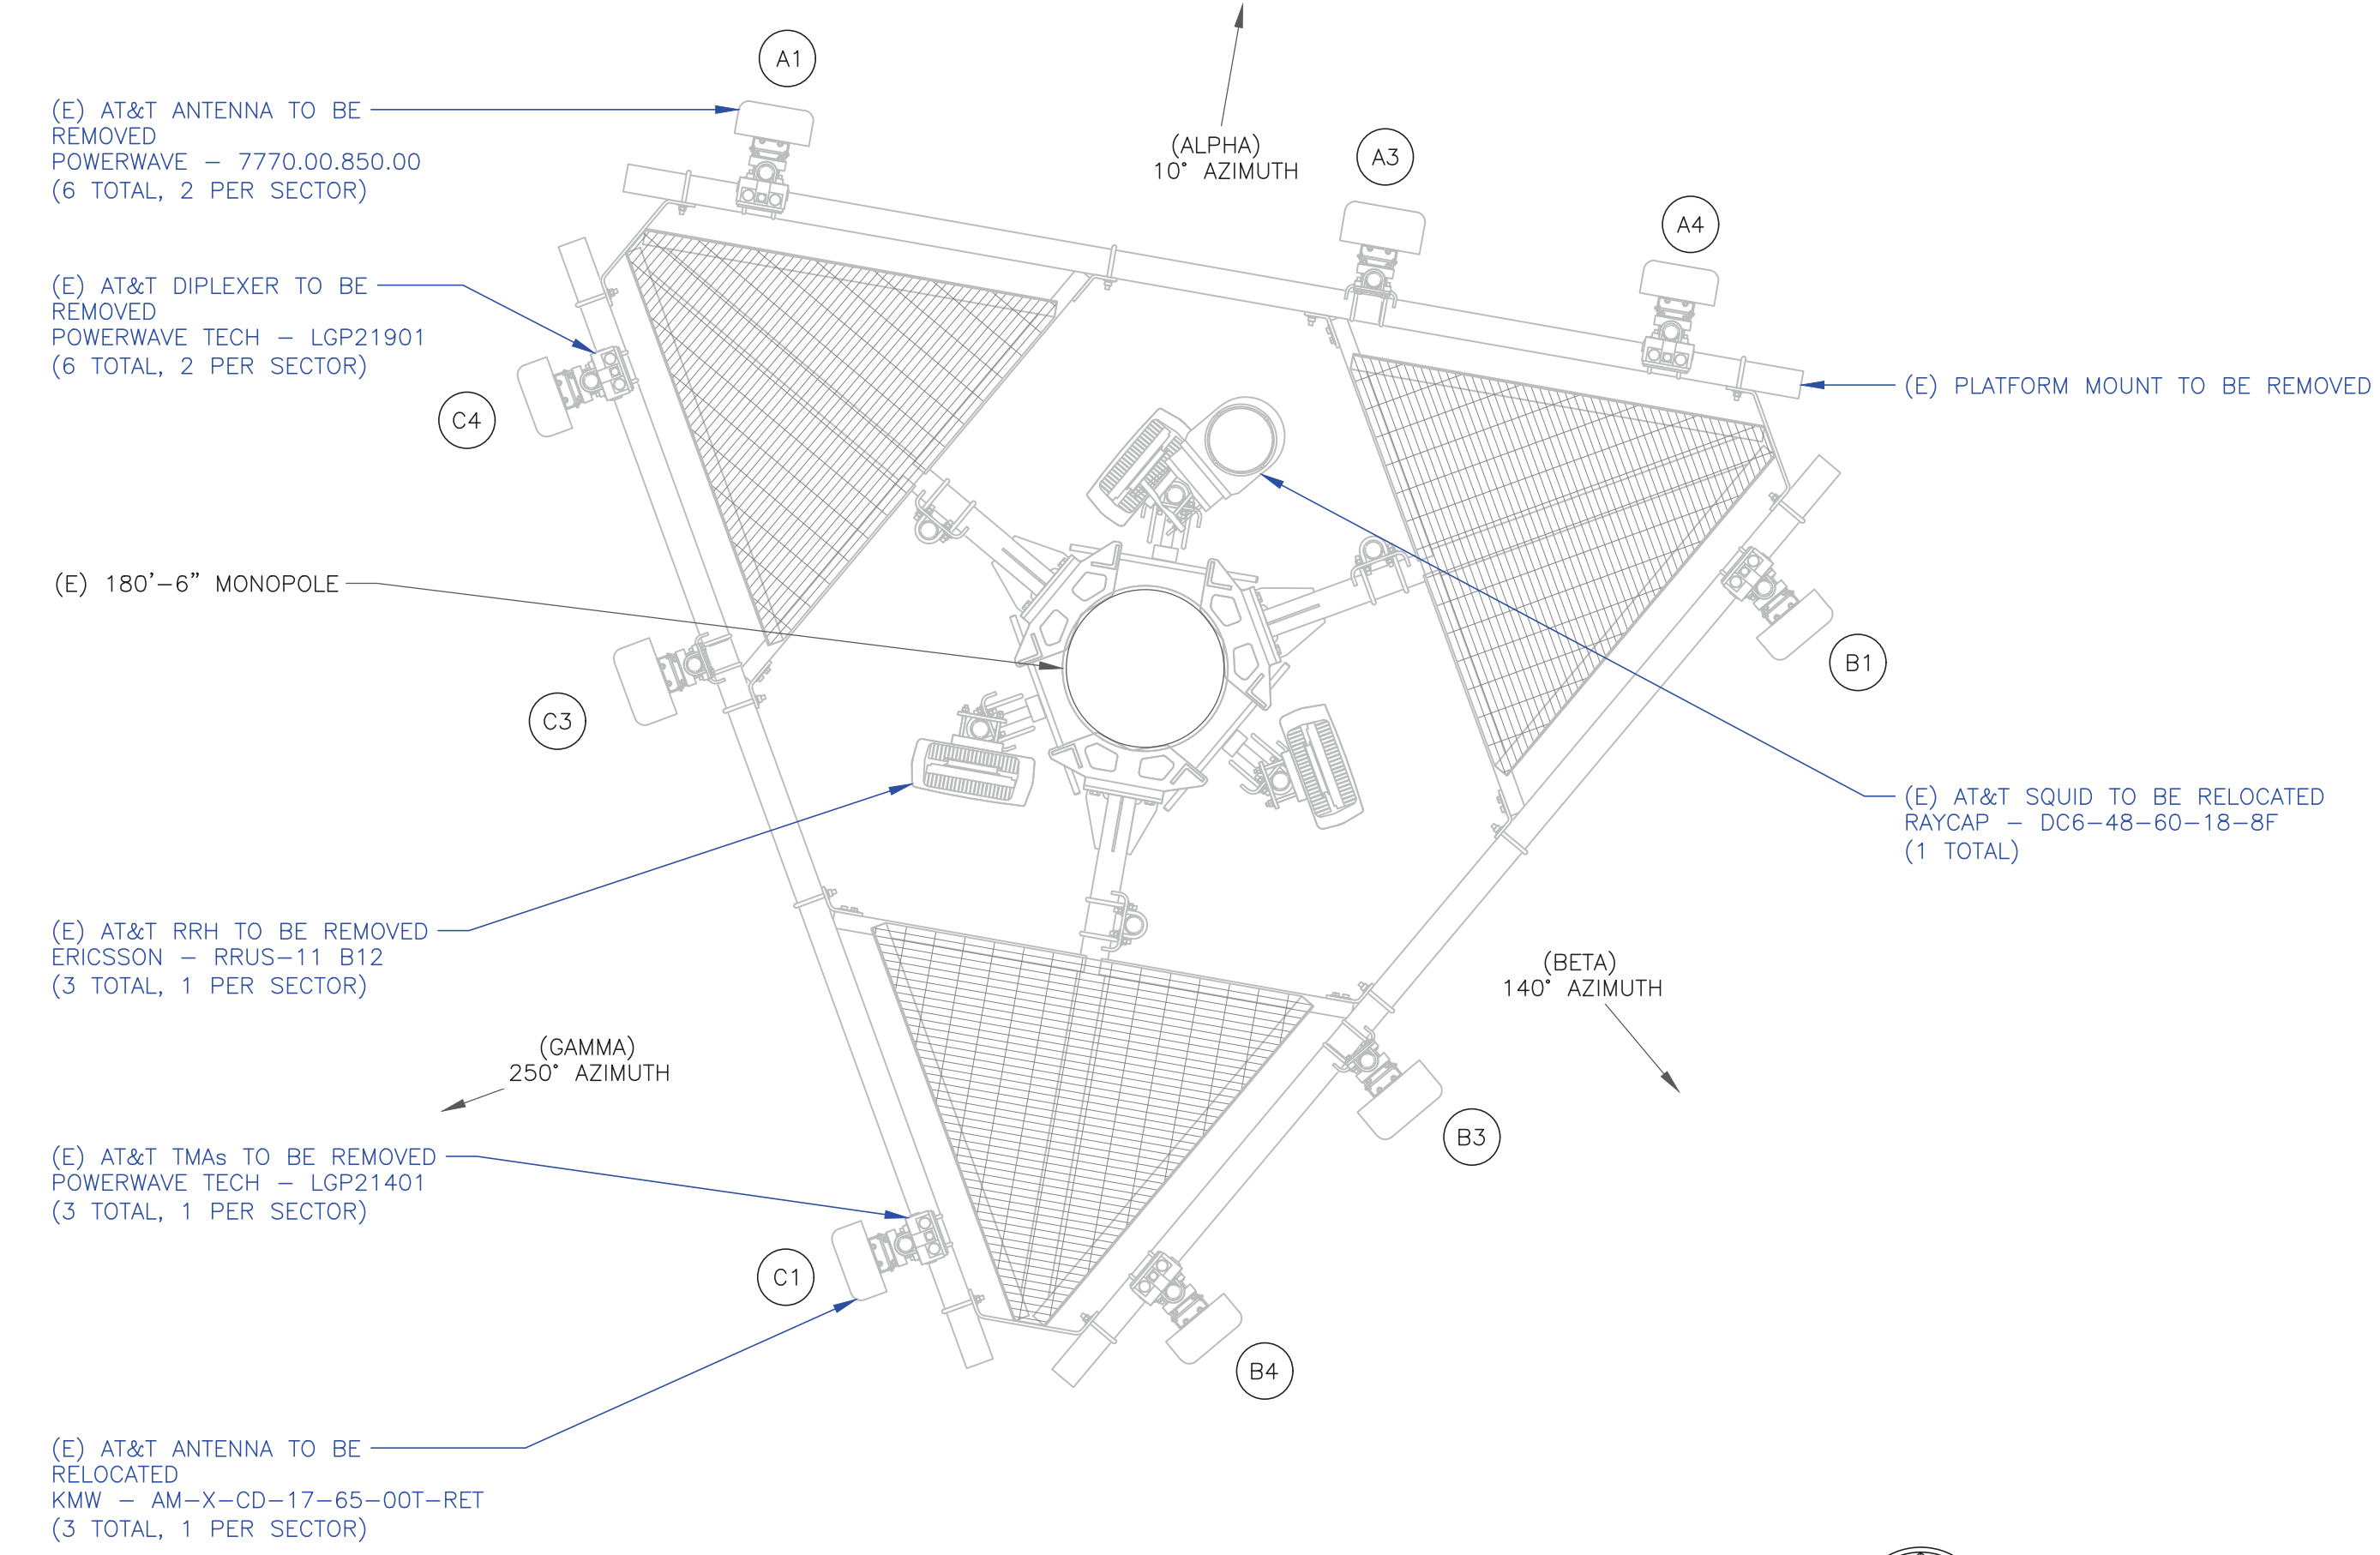 A1
(E) AT&T ANTENNA TO BE
REMOVED
POWERWAVE – 7770.00.850.00
(6 TOTAL, 2 PER SECTOR)
(ALPHA)
10° AZIMUTH
A3
A4
(E) AT&T DIPLEXER TO BE
REMOVED
POWERWAVE TECH – LGP21901
(6 TOTAL, 2 PER SECTOR)
C4
(E) PLATFORM MOUNT TO BE REMOVED
(E) 180’–6” MONOPOLE
B1
C3
(E) AT&T SQUID TO BE RELOCATED
RAYCAP – DC6–48–60–18–8F
(1 TOTAL)
(E) AT&T RRH TO BE REMOVED
ERICSSON – RRUS–11 B12
(3 TOTAL, 1 PER SECTOR)
(BETA)
140° AZIMUTH
(GAMMA)
250° AZIMUTH
B3
(E) AT&T TMAs TO BE REMOVED
POWERWAVE TECH – LGP21401
(3 TOTAL, 1 PER SECTOR)
C1
B4
(E) AT&T ANTENNA TO BE
RELOCATED
KMW – AM–X–CD–17–65–00T–RET
(3 TOTAL, 1 PER SECTOR)